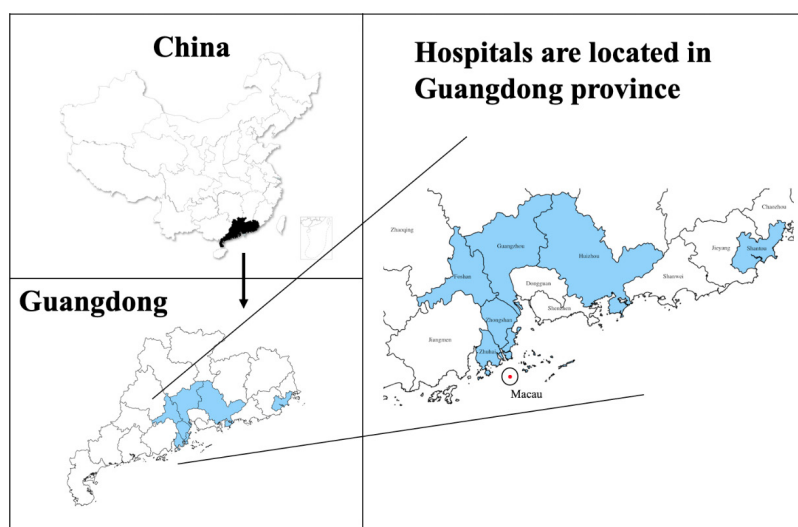 China
Guangdong
Hospitals are located in
Guangdong province
Chaozhou
Zhaoqing
Jieyang
Shantou
Guangzhou
Huizhou
Foshan
Shanwei
Dongguan
Shenzhen
Zhongshan
Jiangmen
Zhuhai
Macau